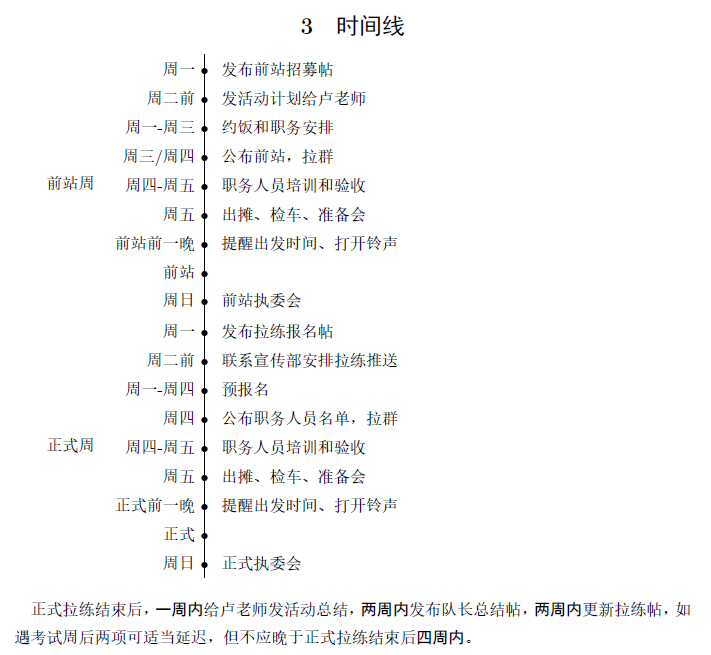 3 时间线
周一 发布前站招募帖
周二前 发活动计划给卢老师
周一-周三 约饭和职务安排
周三/周四 公布前站，拉群
前站周 周四-周五 职务人员培训和验收
周五 出摊、检车、准备会
前站前一晚 提醒出发时间、打开铃声
前站
周日 前站执委会
周一 发布拉练报名帖
周二前 联系宣传部安排拉练推送
周一-周四 预报名
周四 公布职务人员名单，拉群
正式周 周四-周五 职务人员培训和验收
周五 出摊、检车、准备会
正式前一晚 提醒出发时间、打开铃声
正式
周日 正式执委会
正式拉练结束后，一周内给卢老师发活动总结，两周内发布队长总结帖，两周内更新拉练帖，如
遇考试周后两项可适当延迟，但不应晚于正式拉练结束后四周内。